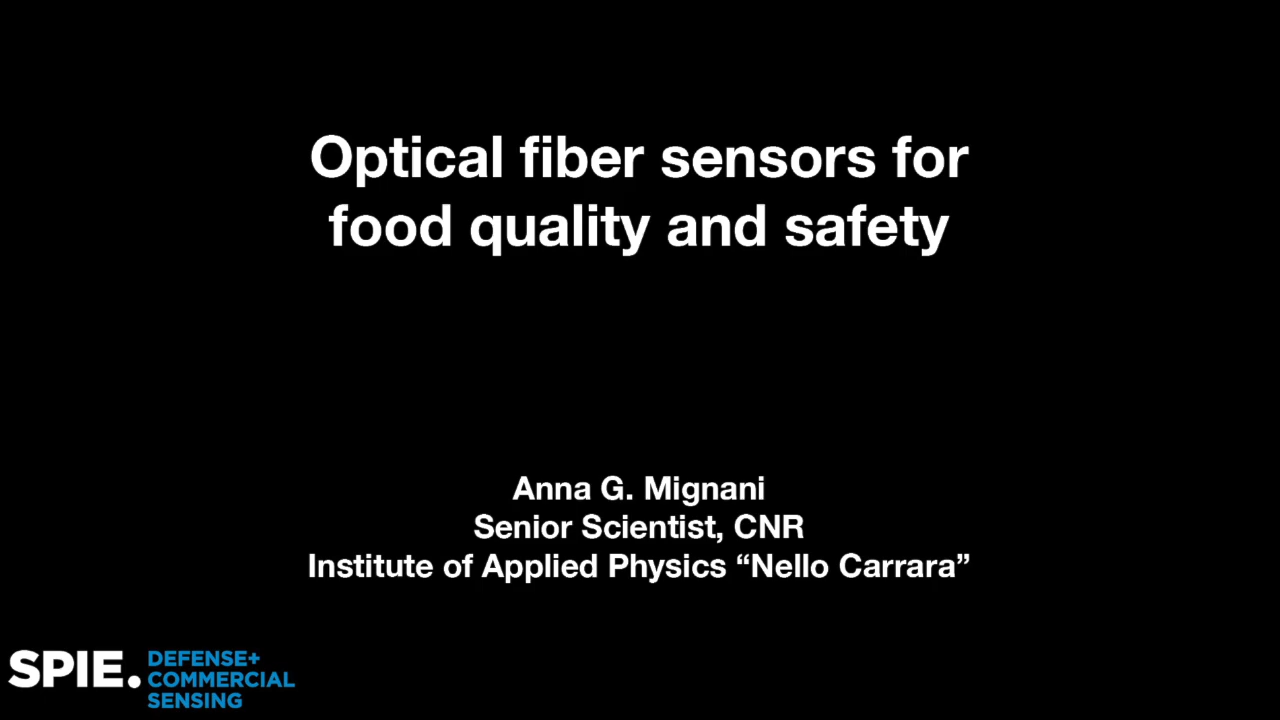 Optical fiber sensors for
food quality and safety
Anna G. Mignani
Senior Scientist, CNR
Institute of Applied Physics “Nello Carrara”
SPIE.
DEFENSE+
COMMERCIAL
SENSING